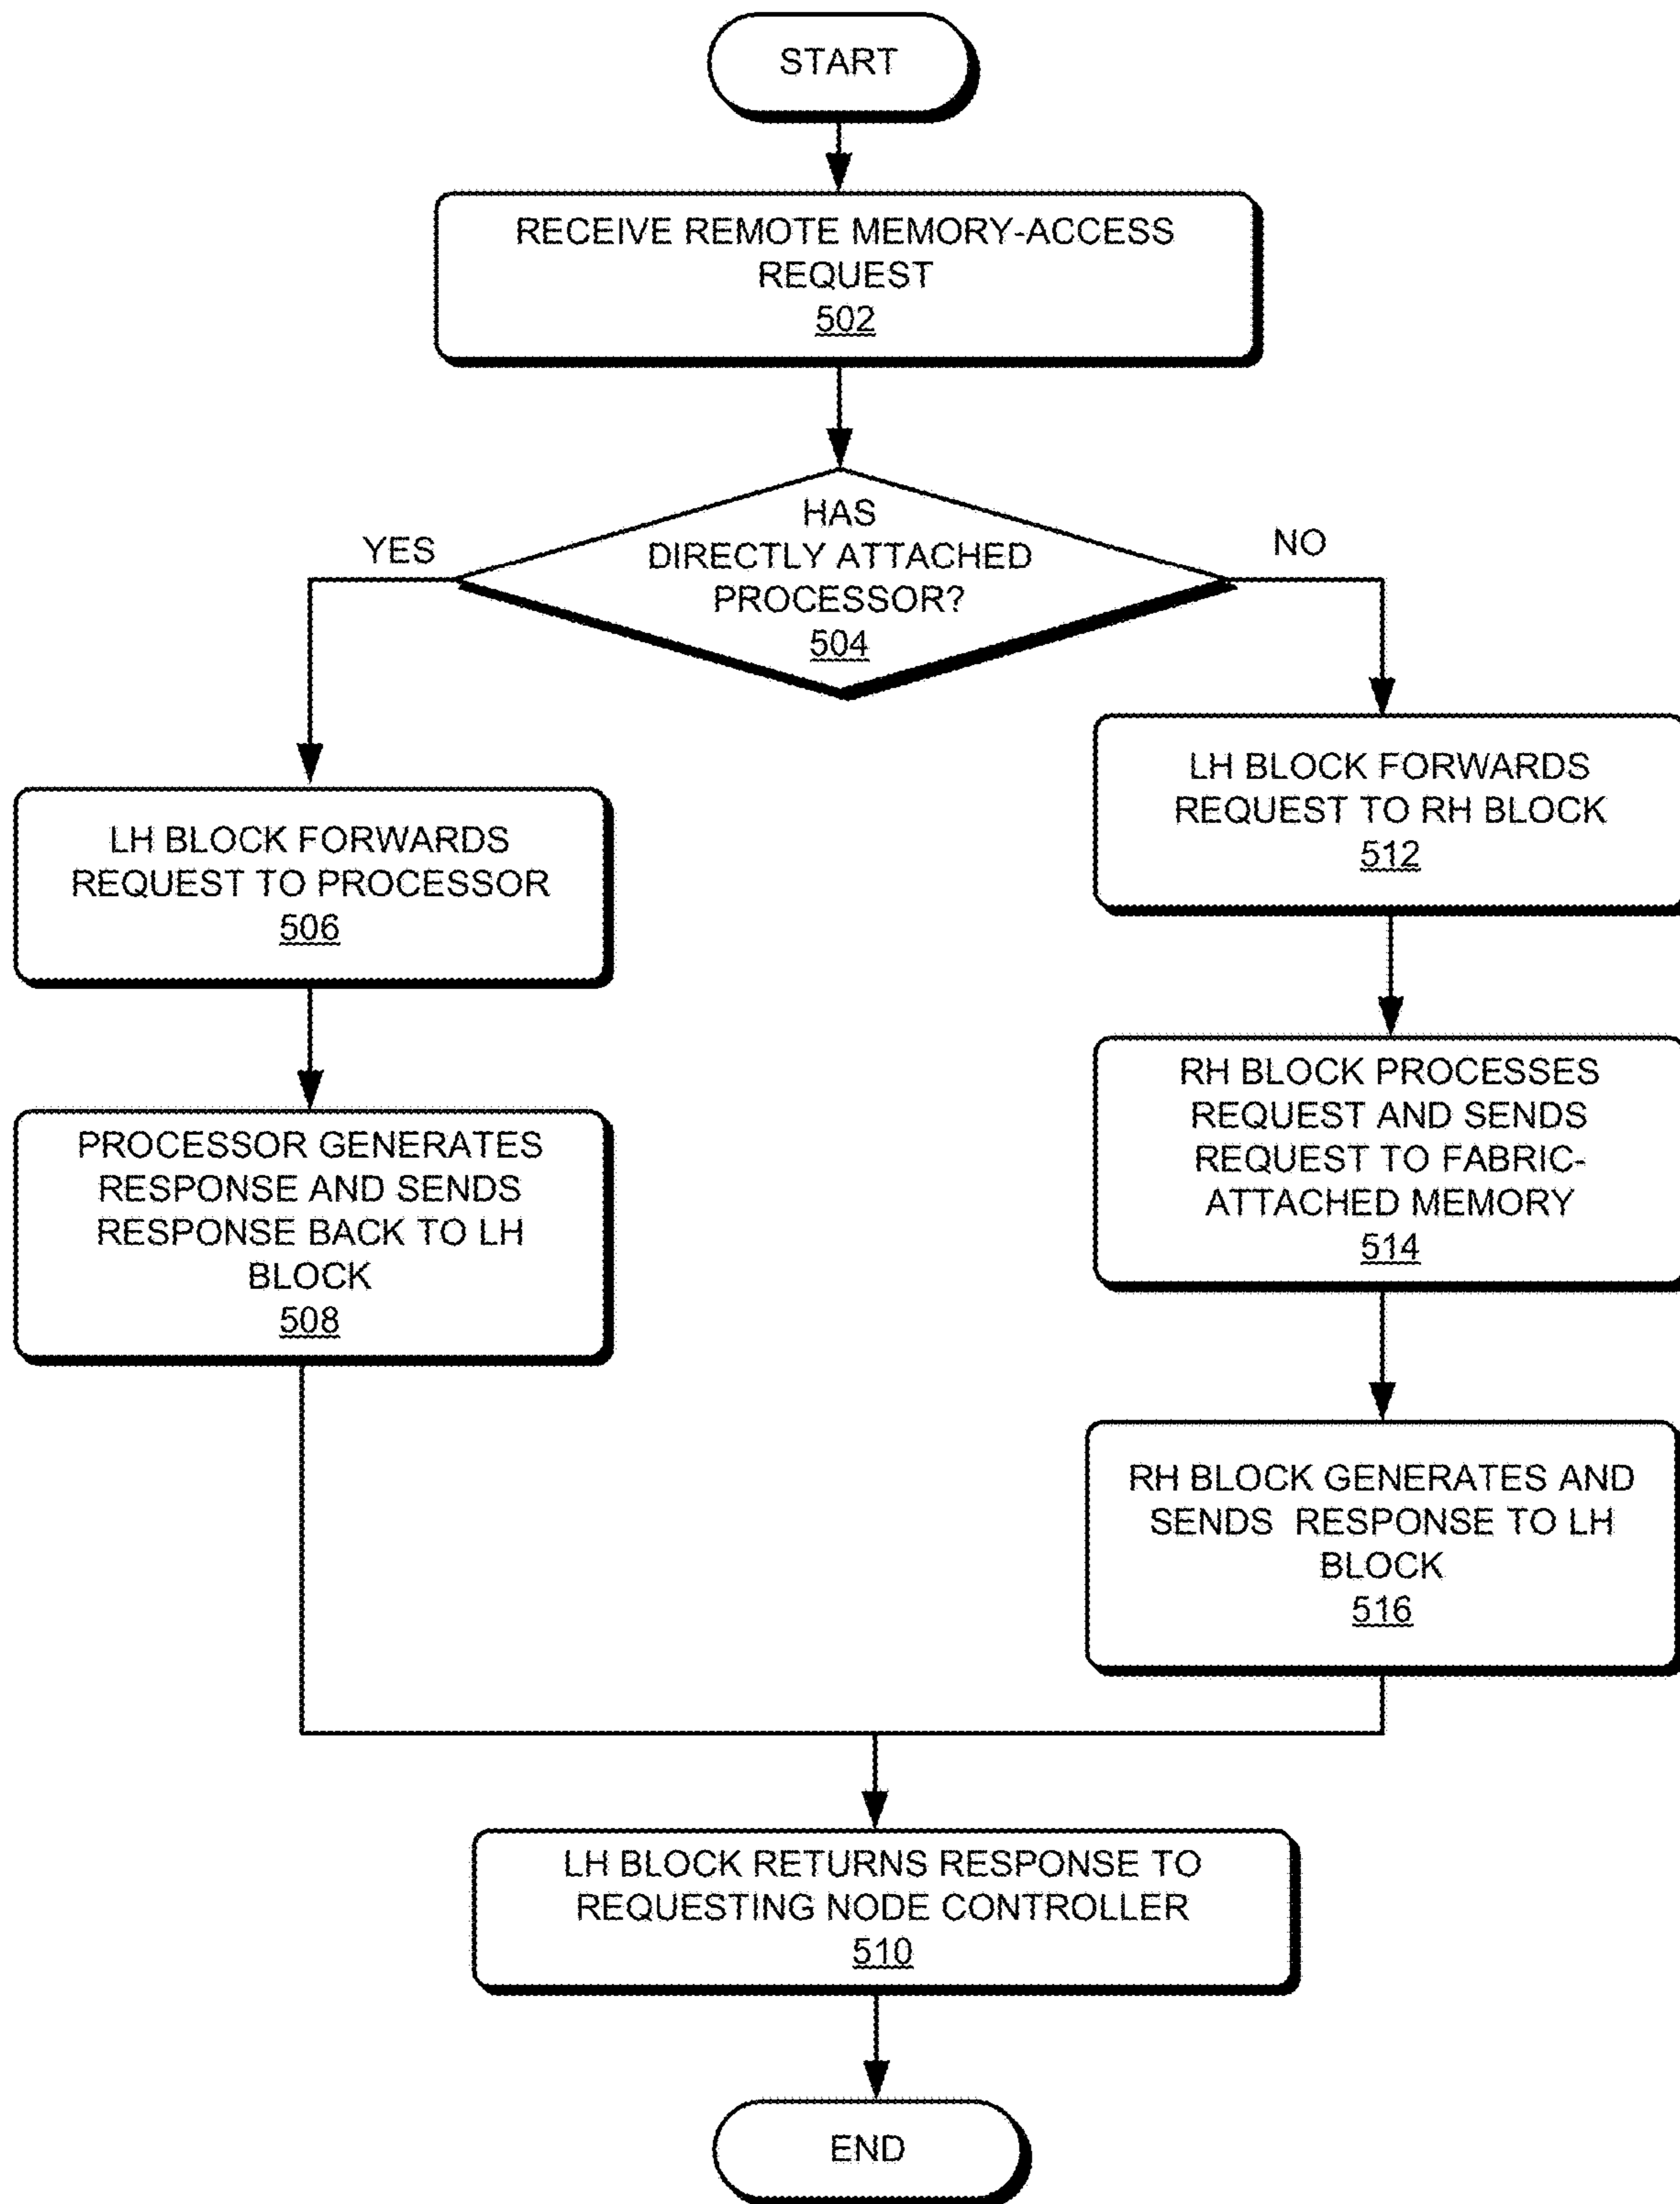 START
RECEIVE REMOTE MEMORY-ACCESS
REQUEST
502
HAS
DIRECTLY ATTACHED
PROCESSOR?
504
YES
NO
LH BLOCK FORWARDS
REQUEST TO PROCESSOR
506
PROCESSOR GENERATES
RESPONSE AND SENDS
RESPONSE BACK TO LH
BLOCK
508
LH BLOCK FORWARDS
REQUEST TO RH BLOCK
512
RH BLOCK PROCESSES
REQUEST AND SENDS
REQUEST TO FABRIC-
ATTACHED MEMORY
514
RH BLOCK GENERATES AND
SENDS RESPONSE TO LH
BLOCK
516
LH BLOCK RETURNS RESPONSE TO
REQUESTING NODE CONTROLLER
510
END